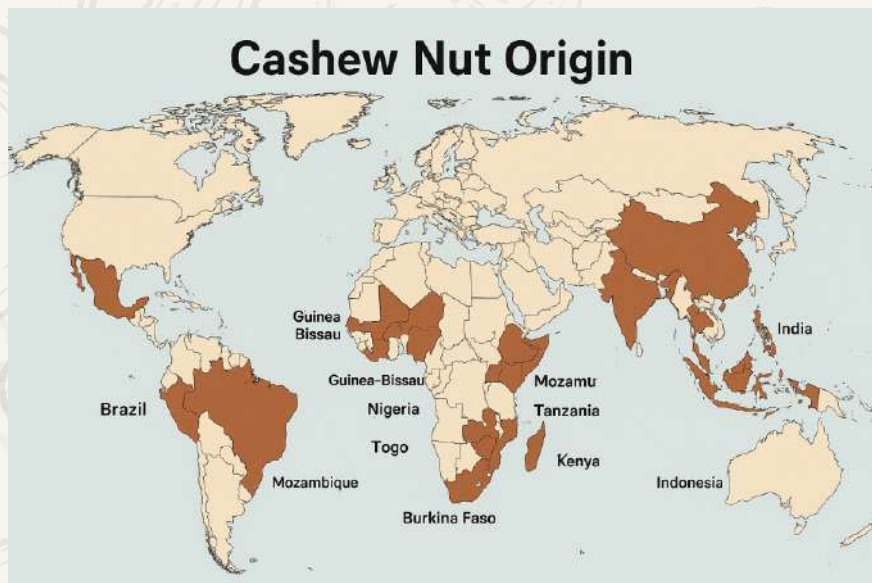 Cashew Nut Origin
Guinea
Bissau
India
Guinea-Bissau
Mozamu
Brazil
Nigeria
Tanzania
Togo
Kenya
Mozambique
Indonesia
Burkina Faso